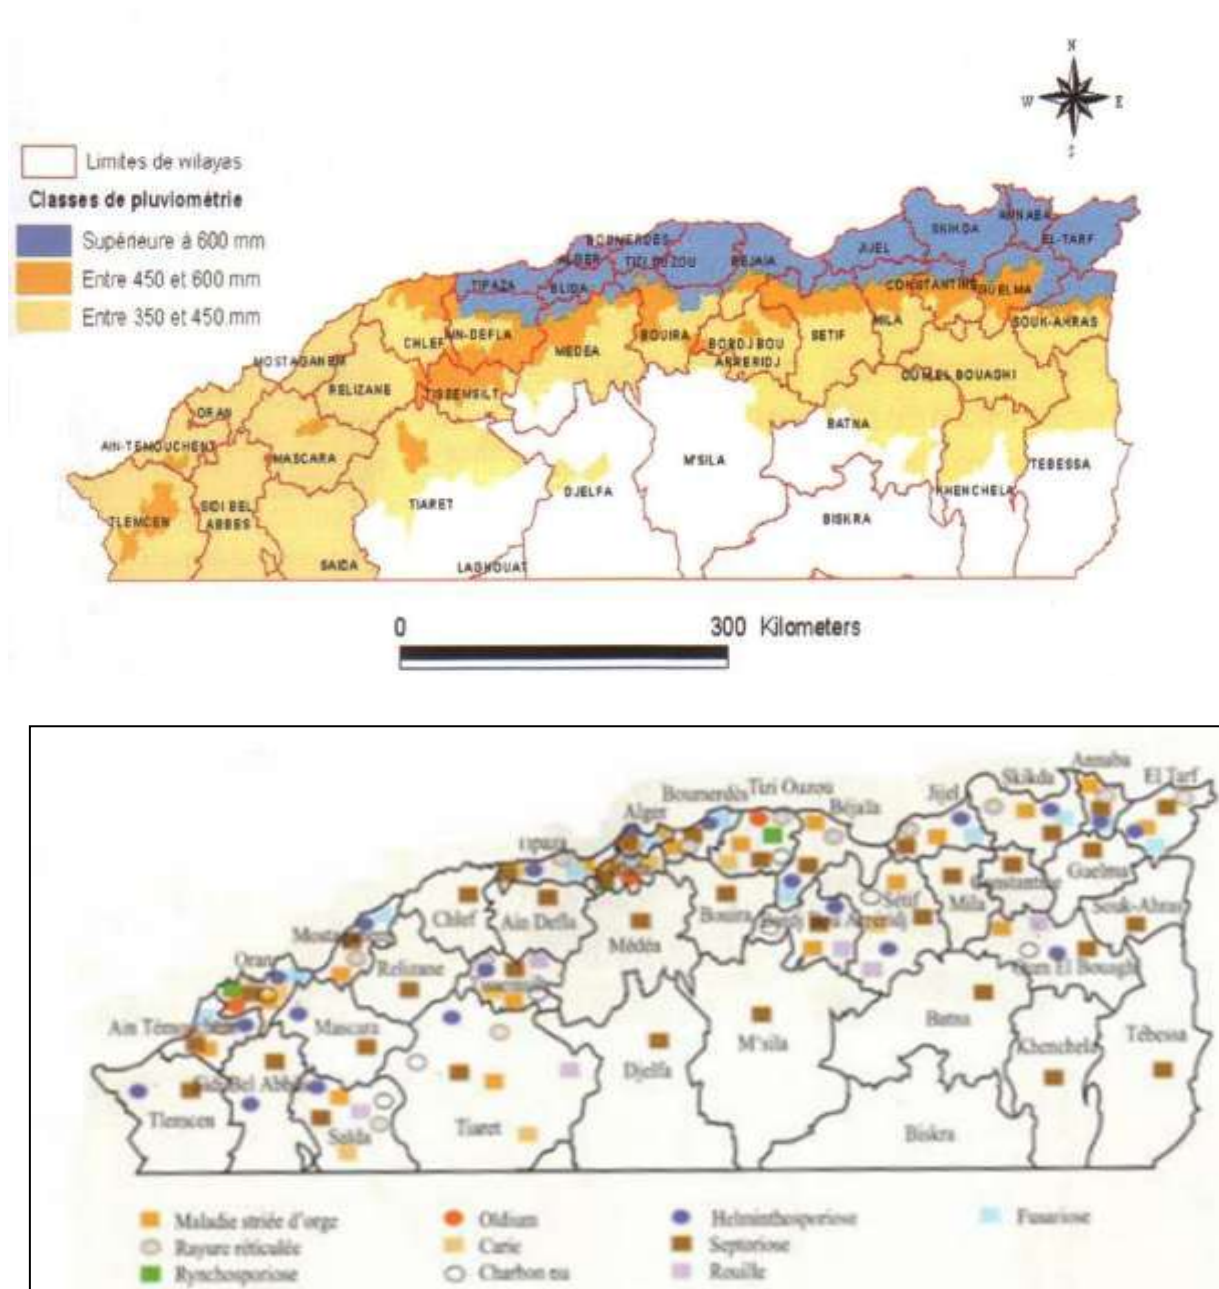 N
W E
S
Limites de wilayas
Classes de pluviométrie
Supérieure à 600 mm
Entre 450 et 600 mm
Entre 350 et 450 mm
SKIKDA
ANNABA
EL-TARF
BOUMERDES
JIJEL
ALGER
TIZI OUZOU
BEJAIA
TIPAZA
BLIDA
CONSTANTINE
GUELMA
SOUK-AHRAS
AIN-DEFLA
CHLEF
MEDEA
BOUIRA
BORDJ BOU
ARRERIDJ
SETIF
MILA
MOSTAGANEM
RELIZANE
TISSEMSILT
OUM EL BOUAGHI
ORAN
BATNA
AIN-TEMOUCHENT
MASCARA
M'SILA
TEBESSA
DJELFA
KHENCHELA
TIARET
SIDI BEL
ABBES
TLEMCEN
BISKRA
SAIDA
LAGHOUAT
0 300 Kilometers
Annaba
Skikda
El Tarf
Boumerdès
Tizi Ouzou
Jijel
Béjaïa
Alger
Tipaza
Guelma
Constantine
Chlef
Ain Defla
Bouira
Sétif
Mila
Souk-Ahras
Médéa
Oran
Relizane
Oum El Bouaghi
Mascara
Batna
M'sila
Khenchela
Tébessa
Djelfa
Tlemcen
Saïda
Tiaret
Biskra
Maladie striée d'orge
Oïdium
Helminthosporiose
Fusariose
Rayure réticulée
Carie
Septoriose
Rynchosporiose
Charbon nu
Rouille